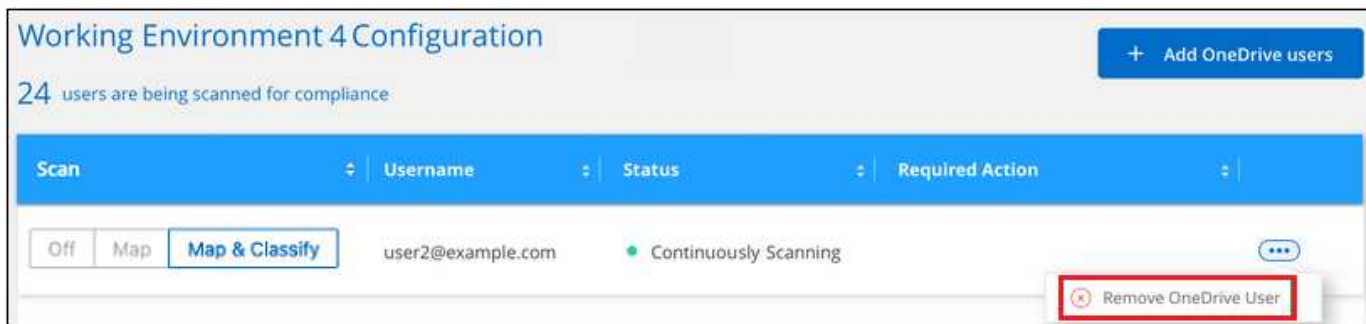 Working Environment 4 Configuration
+ Add OneDrive users
24 users are being scanned for compliance
Scan Username Status Required Action
Off Map Map & Classify user2@example.com Continuously Scanning
Remove OneDrive User